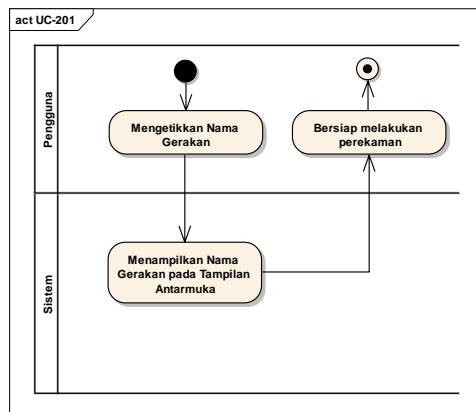 act UC-201
Pengguna
Mengetikkan Nama
Gerakan
Bersiap melakukan
perekaman
Sistem
Menampilkan Nama
Gerakan pada Tampilan
Antarmuka